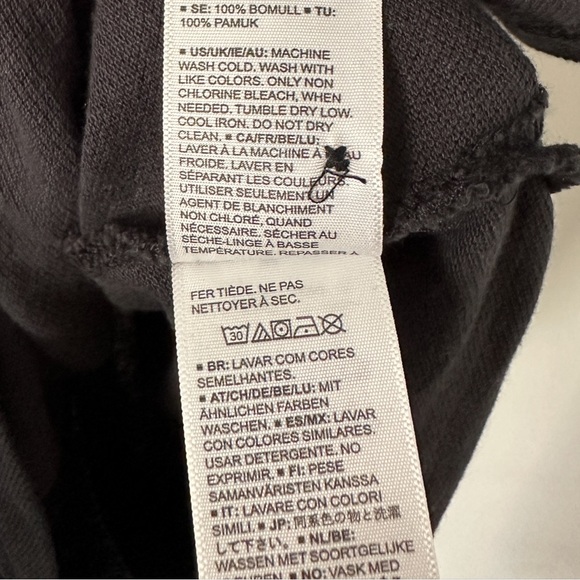 ▪ SE: 100% BOMULL ▪ TU:
100% PAMUK
▪ US/UK/IE/AU: MACHINE
WASH COLD. WASH WITH
LIKE COLORS. ONLY NON
CHLORINE BLEACH, WHEN
NEEDED. TUMBLE DRY LOW.
COOL IRON. DO NOT DRY
CLEAN. ▪ CA/FR/BE/LU:
LAVER À LA MACHINE À
FROIDE. LAVER EN
SÉPARANT LES COULEURS.
UTILISER SEULEMENT UN
AGENT DE BLANCHIMENT
NON CHLORÉ, QUAND
NÉCESSAIRE. SÉCHER AU
SÈCHE-LINGE À BASSE
TEMPÉRATURE. REPASSER À
FER TIÈDE. NE PAS
NETTOYER À SEC.
30
▪ BR: LAVAR COM CORES
SEMELHANTES.
▪ AT/CH/DE/BE/LU: MIT
ÄHNLICHEN FARBEN
WASCHEN. ▪ ES/MX: LAVAR
CON COLORES SIMILARES.
USAR DETERGENTE. NO
EXPRIMIR. ▪ FI: PESE
SAMANVÄRISTEN KANSSA
▪ IT: LAVARE CON COLORI
SIMILI. ▪ JP: 同系色の物と洗濯
して下さい。 ▪ NL/BE:
WASSEN MET SOORTGELIJKE
▪ NO: VASK MED